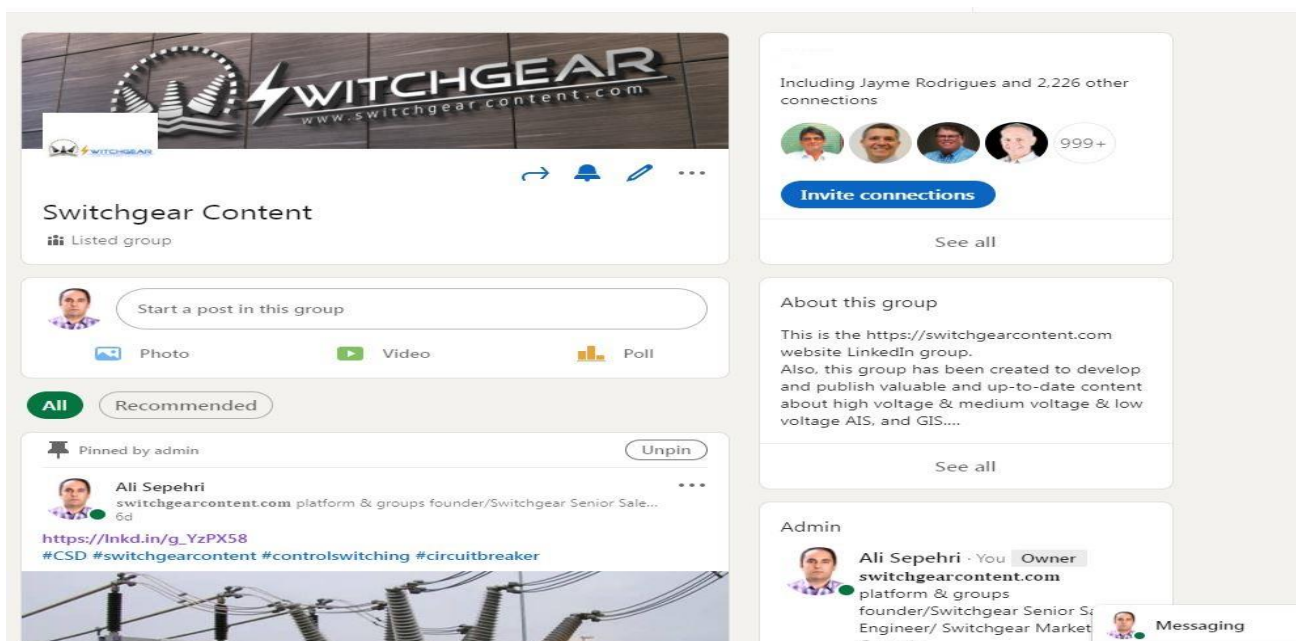 SWITCHGEAR
www.switchgearcontent.com
SWITCHGEAR
Switchgear Content
Listed group
Start a post in this group
Photo
Video
Poll
All
Recommended
Pinned by admin
Unpin
Ali Sepehri
switchgearcontent.com platform & groups founder/Switchgear Senior Sale...
6d
https://lnkd.in/g_YzPX58
#CSD #switchgearcontent #controlswitching #circuitbreaker
Including Jayme Rodrigues and 2,226 other
connections
999+
Invite connections
See all
About this group
This is the https://switchgearcontent.com
website LinkedIn group.
Also, this group has been created to develop
and publish valuable and up-to-date content
about high voltage & medium voltage & low
voltage AIS, and GIS....
See all
Admin
Ali Sepehri · You Owner
switchgearcontent.com
platform & groups
founder/Switchgear Senior
Engineer/ Switchgear Market
Messaging